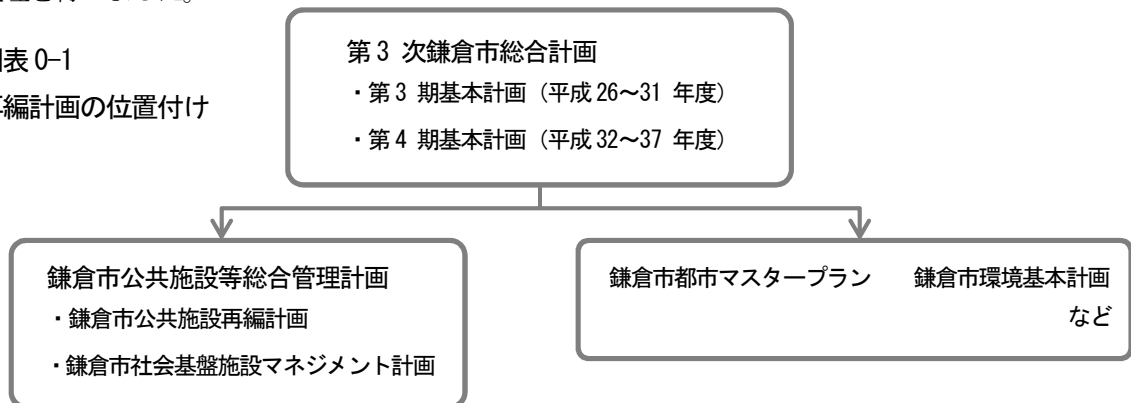 第3 次鎌倉市総合計画
表 0-1
・第3 期基本計画（平成 26～31 年度）
編計画の位置付け
・第4 期基本計画（平成 32～37 年度）
鎌倉市公共施設等総合管理計画
・鎌倉市公共施設再編計画
・鎌倉市社会基盤施設マネジメント計画
鎌倉市都市マスタープラン　鎌倉市環境基本計画
など